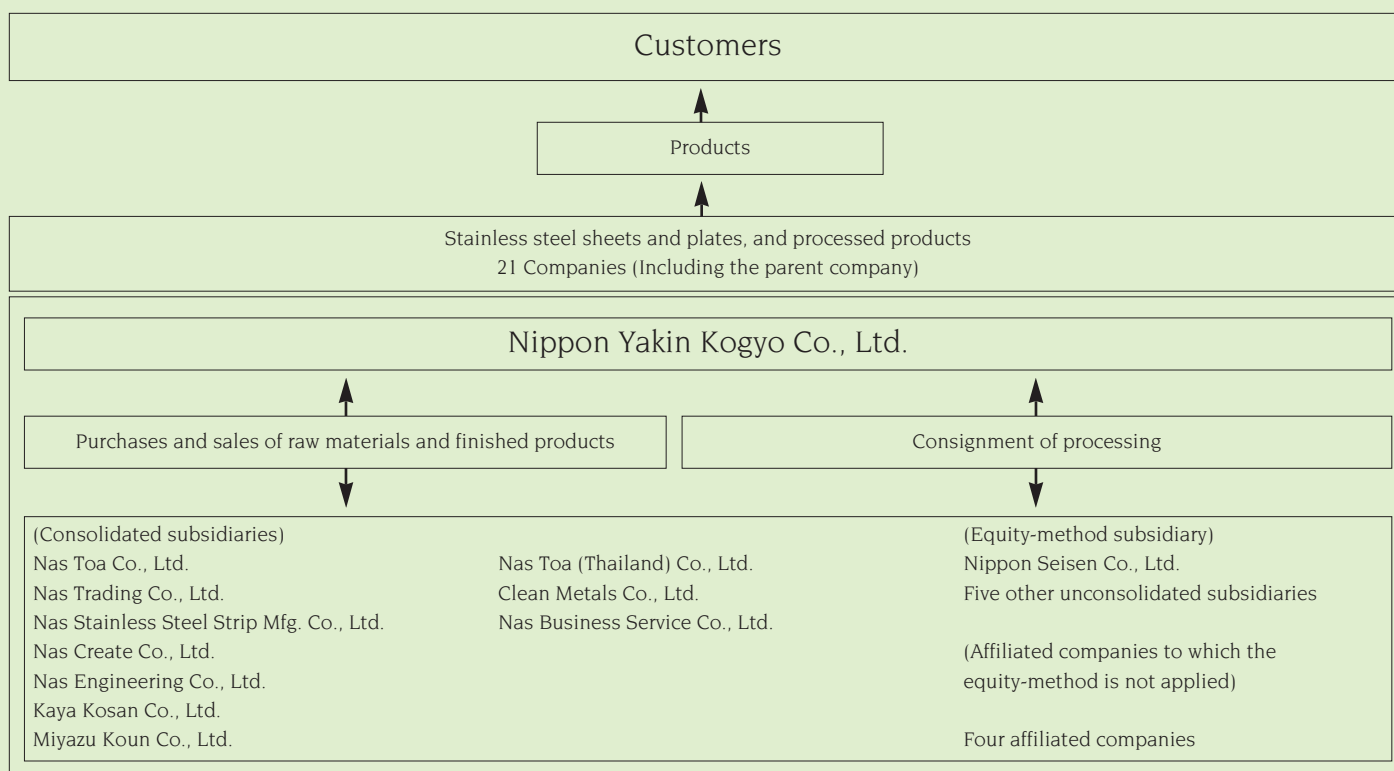 Customers
Products
Stainless steel sheets and plates, and processed products
21 Companies (Including the parent company)
Nippon Yakin Kogyo Co., Ltd.
Purchases and sales of raw materials and finished products
Consignment of processing
(Consolidated subsidiaries)
Nas Toa Co., Ltd.
Nas Trading Co., Ltd.
Nas Stainless Steel Strip Mfg. Co., Ltd.
Nas Create Co., Ltd.
Nas Engineering Co., Ltd.
Kaya Kosan Co., Ltd.
Miyazu Koun Co., Ltd.
Nas Toa (Thailand) Co., Ltd.
Clean Metals Co., Ltd.
Nas Business Service Co., Ltd.
(Equity-method subsidiary)
Nippon Seisen Co., Ltd.
Five other unconsolidated subsidiaries
(Affiliated companies to which the
equity-method is not applied)
Four affiliated companies